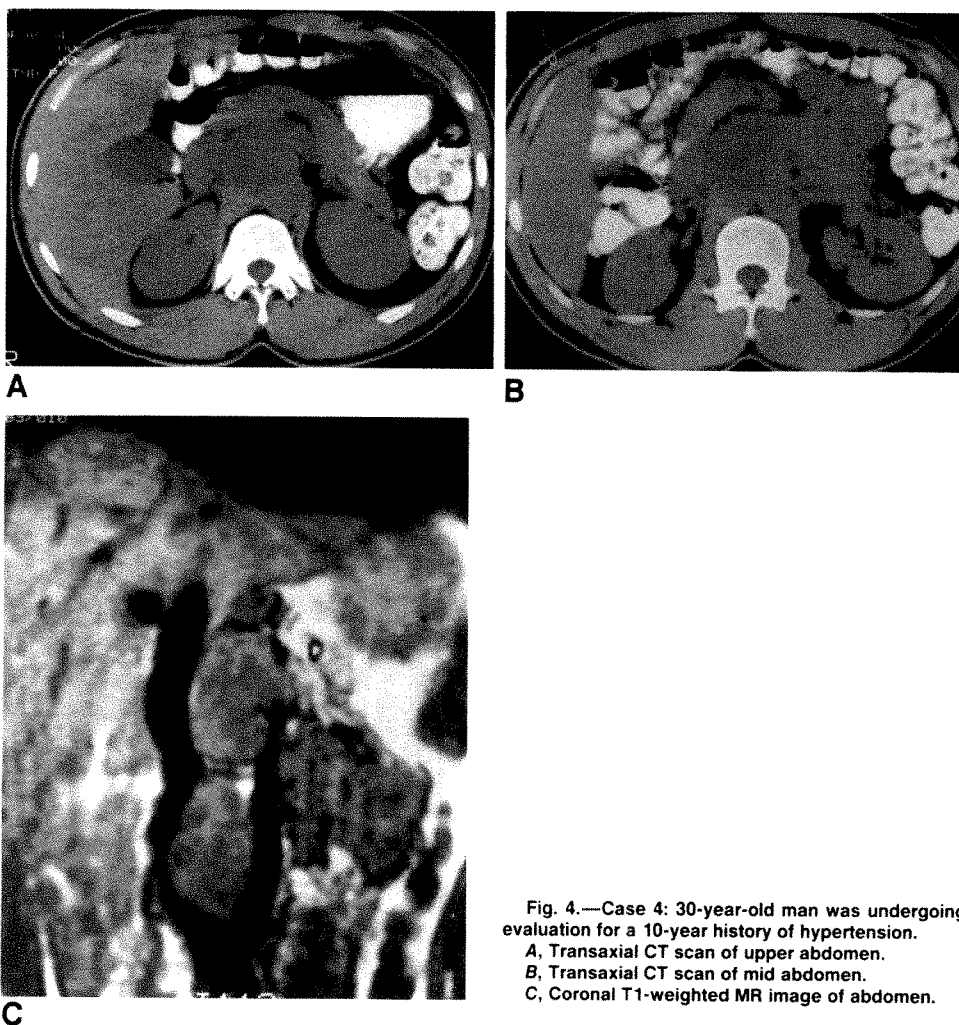 A
B
C
Fig. 4.—Case 4: 30-year-old man was undergoing
evaluation for a 10-year history of hypertension.
A, Transaxial CT scan of upper abdomen.
B, Transaxial CT scan of mid abdomen.
C, Coronal T1-weighted MR image of abdomen.